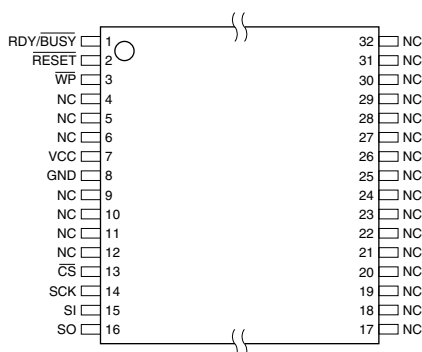 RDY/BUSY 1 32 NC
RESET 2 31 NC
WP 3 30 NC
NC 4 29 NC
NC 5 28 NC
NC 6 27 NC
VCC 7 26 NC
GND 8 25 NC
NC 9 24 NC
NC 10 23 NC
NC 11 22 NC
NC 12 21 NC
CS 13 20 NC
SCK 14 19 NC
SI 15 18 NC
SO 16 17 NC